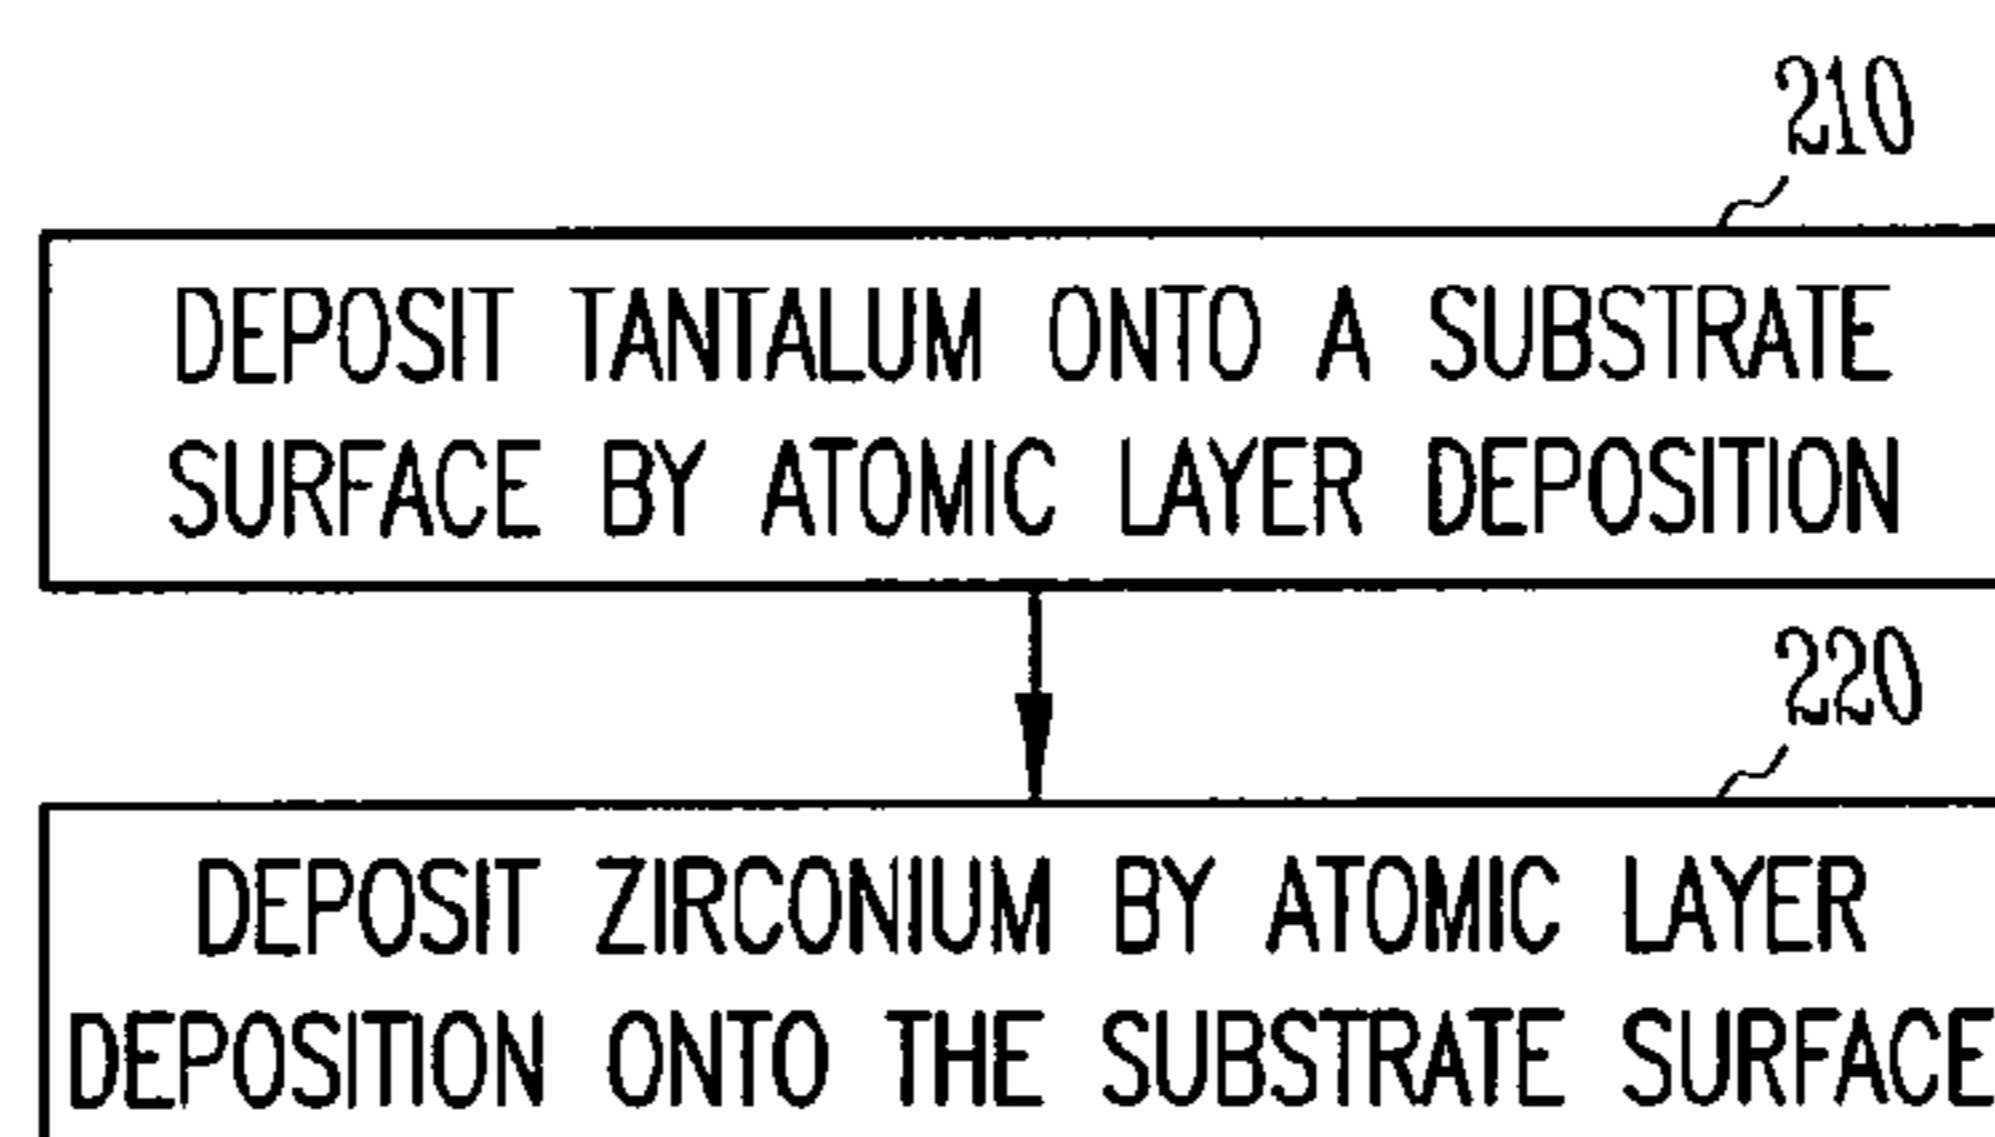 210
DEPOSIT TANTALUM ONTO A SUBSTRATE
SURFACE BY ATOMIC LAYER DEPOSITION
220
DEPOSIT ZIRCONIUM BY ATOMIC LAYER
DEPOSITION ONTO THE SUBSTRATE SURFACE